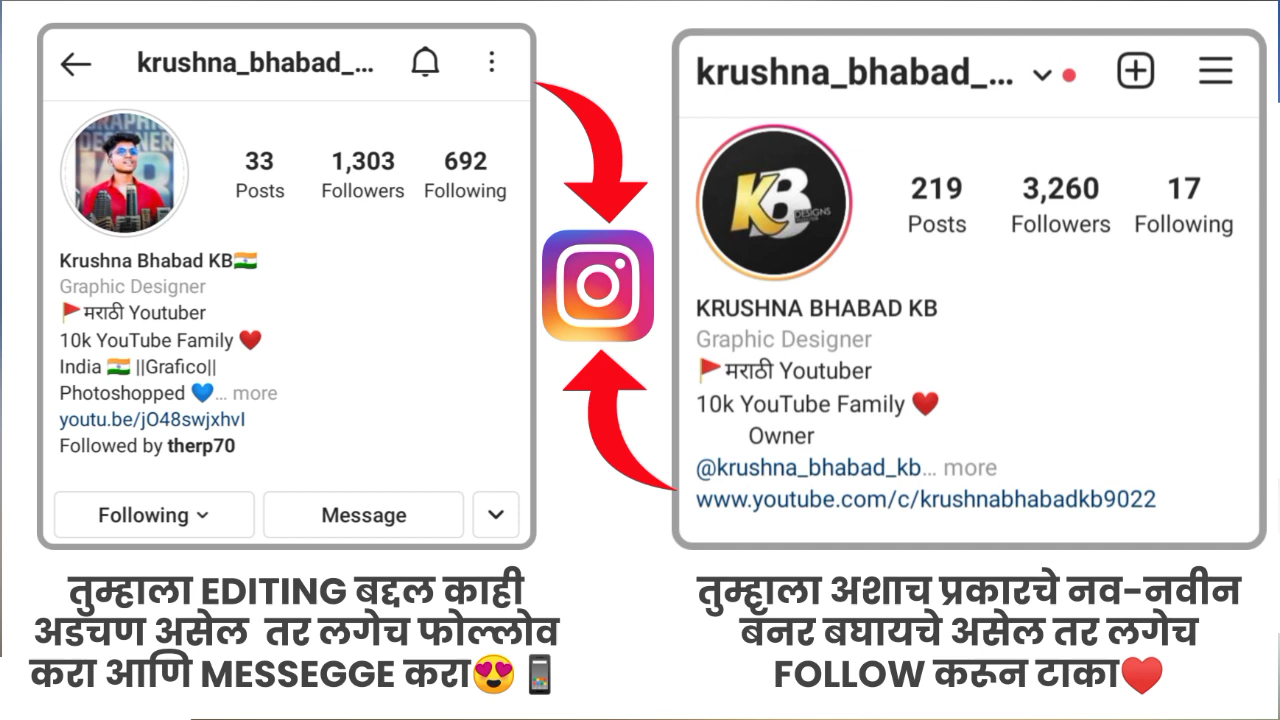 krushna_bhabad_...
33
1,303
692
Posts
Followers
Following
Krushna Bhabad KB🇮🇳
Graphic Designer
🚩मराठी Youtuber
10k YouTube Family ❤️
India 🇮🇳 ||Grafico||
Photoshopped 💙... more
youtu.be/jO48swjxhvI
Followed by therp70
Following
Message
तुम्हाला EDITING बद्दल काही
अडचण असेल तर लगेच फोल्लोव
करा आणि MESSEGGE करा😍📱
krushna_bhabad_...
KB
DESIGNS
219
3,260
17
Posts
Followers
Following
KRUSHNA BHABAD KB
Graphic Designer
🚩मराठी Youtuber
10k YouTube Family ❤️
Owner
@krushna_bhabad_kb... more
www.youtube.com/c/krushnabhabadkb9022
तुम्हाला अशाच प्रकारचे नव-नवीन
बॅनर बघायचे असेल तर लगेच
FOLLOW करून टाका❤️